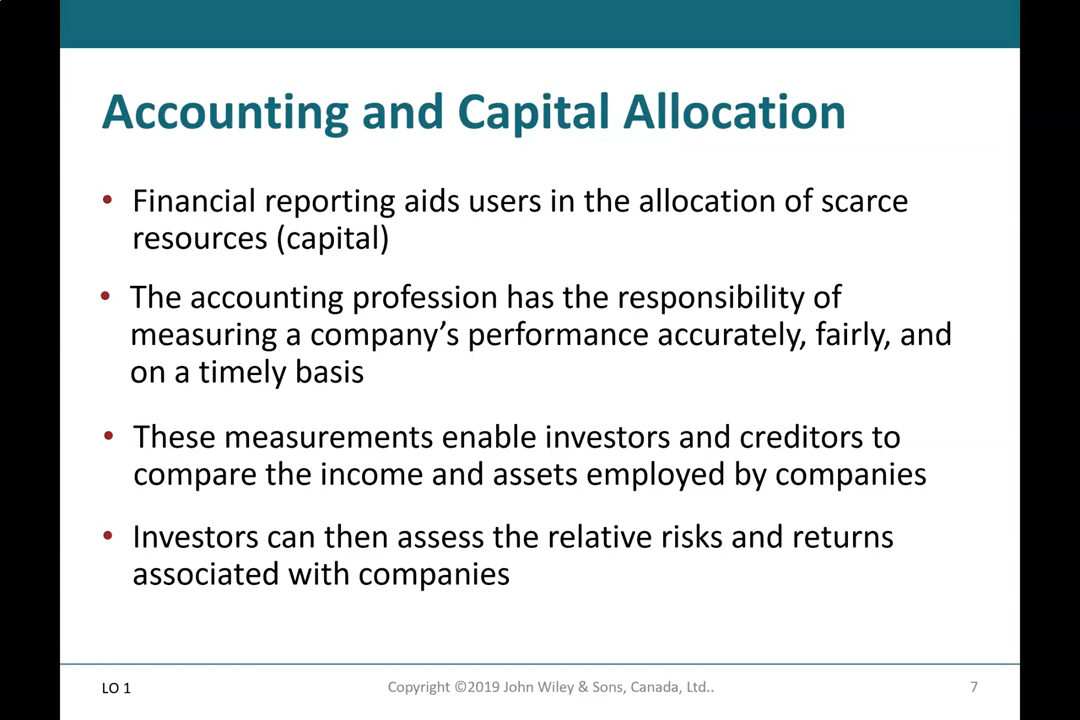 Accounting and Capital Allocation
• Financial reporting aids users in the allocation of scarce
resources (capital)
• The accounting profession has the responsibility of
measuring a company’s performance accurately, fairly, and
on a timely basis
• These measurements enable investors and creditors to
compare the income and assets employed by companies
• Investors can then assess the relative risks and returns
associated with companies
LO 1
Copyright ©2019 John Wiley & Sons, Canada, Ltd..
7